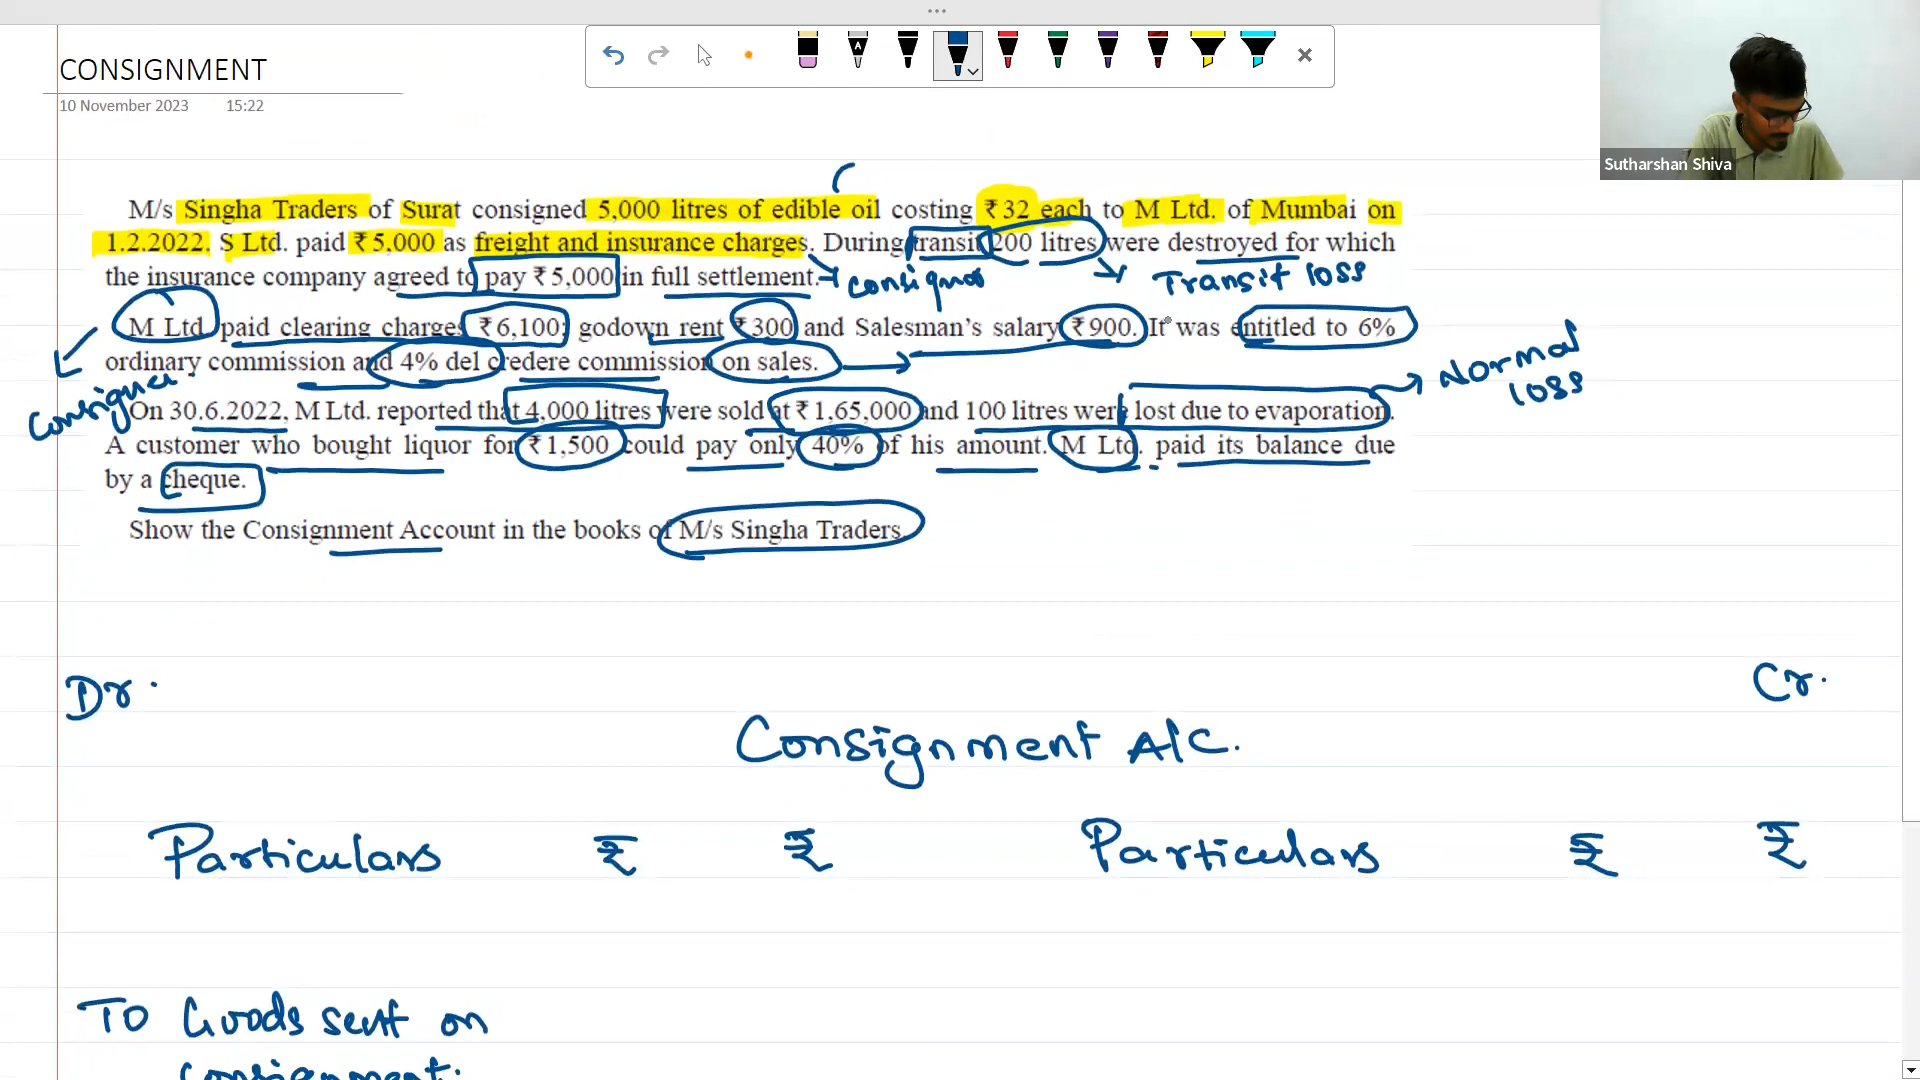 CONSIGNMENT
10 November 2023 15:22
Sutharshan Shiva
M/s Singha Traders of Surat consigned 5,000 litres of edible oil costing ₹32 each to M Ltd. of Mumbai on
1.2.2022. S Ltd. paid ₹5,000 as freight and insurance charges. During transit 200 litres were destroyed for which
the insurance company agreed to pay ₹5,000 in full settlement.
consignor
Transit loss
M Ltd. paid clearing charges ₹6,100; godown rent ₹300 and Salesman's salary ₹900. It was entitled to 6%
ordinary commission and 4% del credere commission on sales.
consignee.
Normal
loss
On 30.6.2022, M Ltd. reported that 4,000 litres were sold at ₹1,65,000 and 100 litres were lost due to evaporation.
A customer who bought liquor for ₹1,500 could pay only 40% of his amount. M Ltd. paid its balance due
by a cheque.
Show the Consignment Account in the books of M/s Singha Traders.
Dr. Cr.
Consignment A/C.
Particulars ₹ ₹ Particulars ₹ ₹
To Goods sent on
consignment.